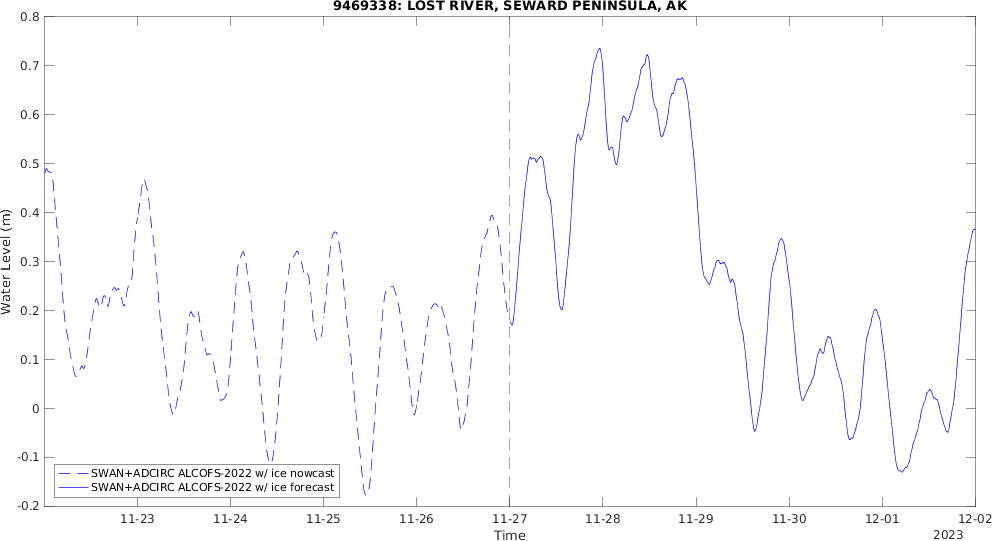 9469338: LOST RIVER, SEWARD PENINSULA, AK
0.8
0.7
0.6
0.5
0.4
0.3
0.2
0.1
0
-0.1
-0.2
Water Level (m)
SWAN+ADCIRC ALCOFS-2022 w/ ice nowcast
SWAN+ADCIRC ALCOFS-2022 w/ ice forecast
11-23 11-24 11-25 11-26 11-27 11-28 11-29 11-30 12-01 12-02
Time
2023